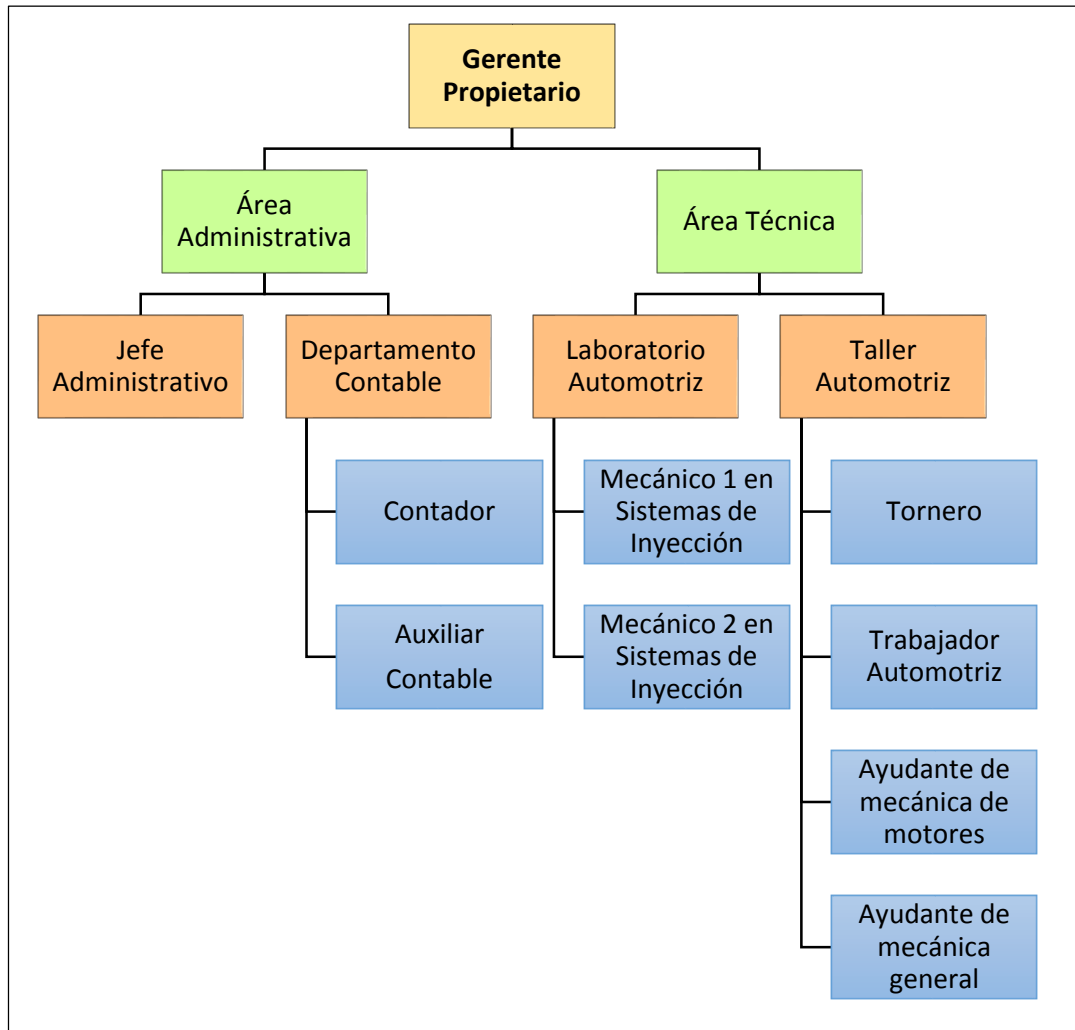 Gerente
Propietario
Área
Administrativa
Área Técnica
Jefe
Administrativo
Departamento
Contable
Laboratorio
Automotriz
Taller
Automotriz
Contador
Mecánico 1 en
Sistemas de
Inyección
Tornero
Auxiliar
Contable
Mecánico 2 en
Sistemas de
Inyección
Trabajador
Automotriz
Ayudante de
mecánica de
motores
Ayudante de
mecánica
general